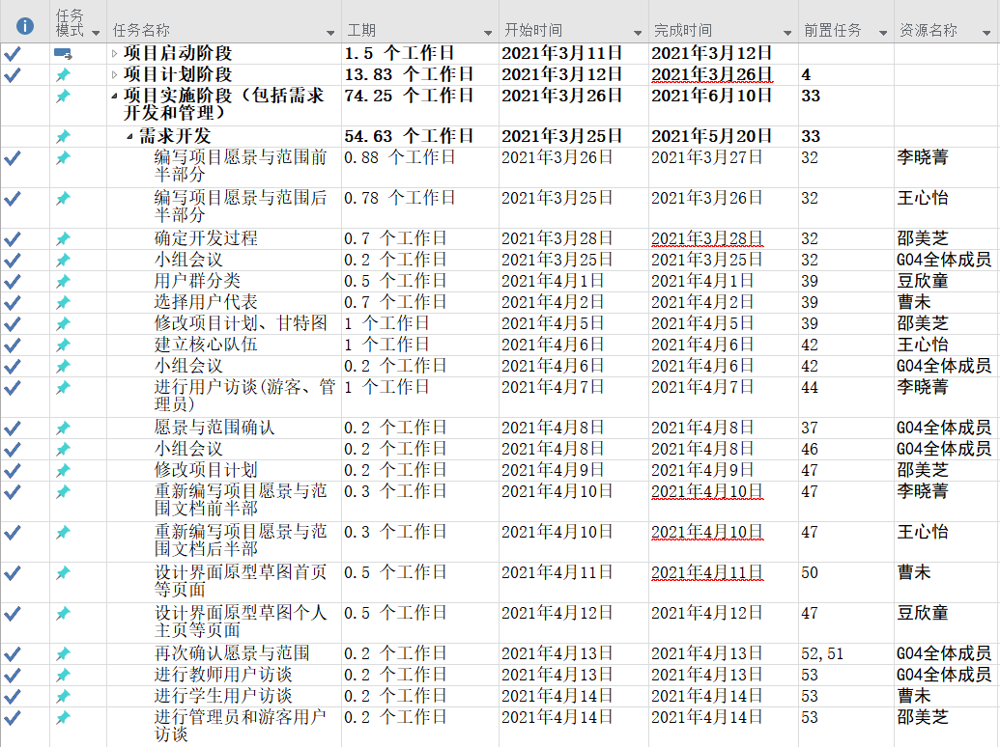 任务
模式 任务名称 工期 开始时间 完成时间 前置任务 资源名称
项目启动阶段 1.5 个工作日 2021年3月11日 2021年3月12日
项目计划阶段 13.83 个工作日 2021年3月12日 2021年3月26日 4
项目实施阶段（包括需求 74.25 个工作日 2021年3月26日 2021年6月10日 33
开发和管理）
需求开发 54.63 个工作日 2021年3月25日 2021年5月20日 33
编写项目愿景与范围前 0.88 个工作日 2021年3月26日 2021年3月27日 32 李晓菁
半部分
编写项目愿景与范围后 0.78 个工作日 2021年3月25日 2021年3月26日 32 王心怡
半部分
确定开发过程 0.7 个工作日 2021年3月28日 2021年3月28日 32 邵美芝
小组会议 0.2 个工作日 2021年3月25日 2021年3月25日 32 G04全体成员
用户群分类 0.5 个工作日 2021年4月1日 2021年4月1日 39 豆欣童
选择用户代表 0.7 个工作日 2021年4月2日 2021年4月2日 39 曹未
修改项目计划、甘特图 1 个工作日 2021年4月5日 2021年4月5日 39 邵美芝
建立核心队伍 1 个工作日 2021年4月6日 2021年4月6日 42 王心怡
小组会议 0.2 个工作日 2021年4月6日 2021年4月6日 42 G04全体成员
进行用户访谈(游客、管 1 个工作日 2021年4月7日 2021年4月7日 44 李晓菁
理员)
愿景与范围确认 0.2 个工作日 2021年4月8日 2021年4月8日 37 G04全体成员
小组会议 0.2 个工作日 2021年4月8日 2021年4月8日 46 G04全体成员
修改项目计划 0.2 个工作日 2021年4月9日 2021年4月9日 47 邵美芝
重新编写项目愿景与范 0.3 个工作日 2021年4月10日 2021年4月10日 47 李晓菁
围文档前半部
重新编写项目愿景与范 0.3 个工作日 2021年4月10日 2021年4月10日 47 王心怡
围文档后半部
设计界面原型草图首页 0.5 个工作日 2021年4月11日 2021年4月11日 50 曹未
等页面
设计界面原型草图个人 0.5 个工作日 2021年4月12日 2021年4月12日 47 豆欣童
主页等页面
再次确认愿景与范围 0.2 个工作日 2021年4月13日 2021年4月13日 52,51 G04全体成员
进行教师用户访谈 0.2 个工作日 2021年4月13日 2021年4月13日 53 G04全体成员
进行学生用户访谈 0.2 个工作日 2021年4月14日 2021年4月14日 53 曹未
进行管理员和游客用户 0.2 个工作日 2021年4月14日 2021年4月14日 53 邵美芝
访谈